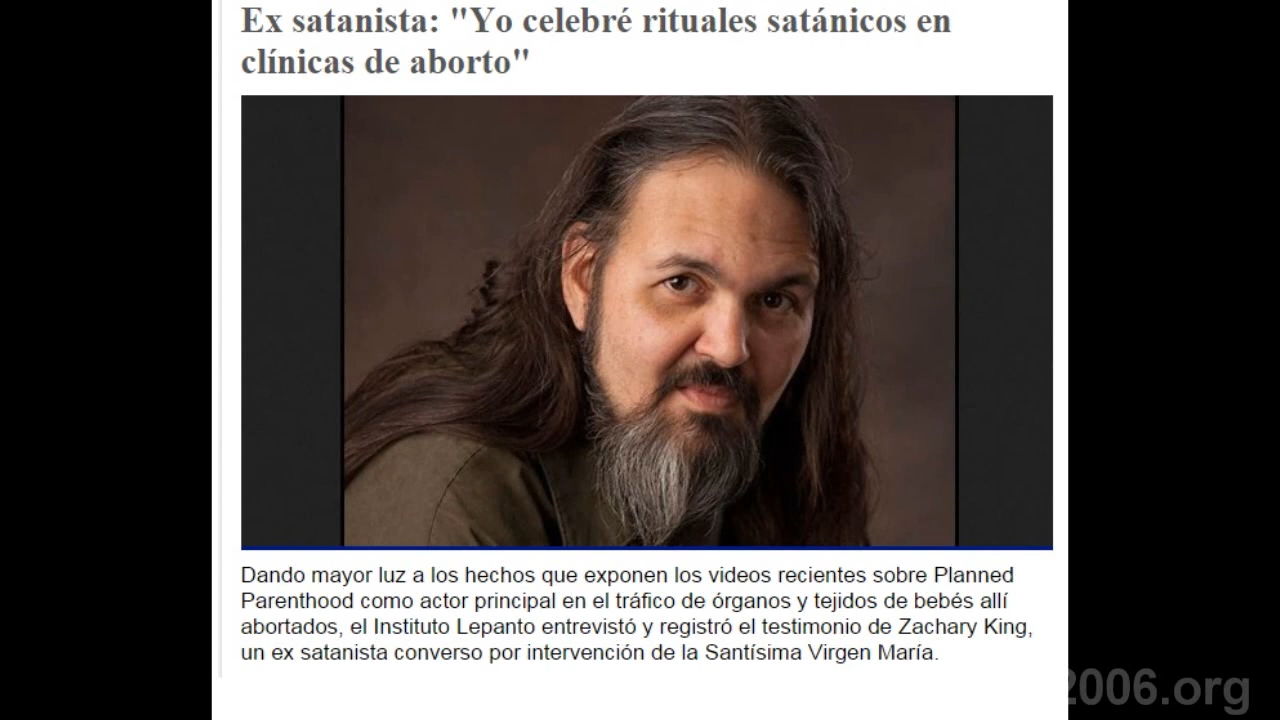 Ex satanista: "Yo celebré rituales satánicos en
clínicas de aborto"
Dando mayor luz a los hechos que exponen los videos recientes sobre Planned
Parenthood como actor principal en el tráfico de órganos y tejidos de bebés allí
abortados, el Instituto Lepanto entrevistó y registró el testimonio de Zachary King,
un ex satanista converso por intervención de la Santísima Virgen María.
2006.org